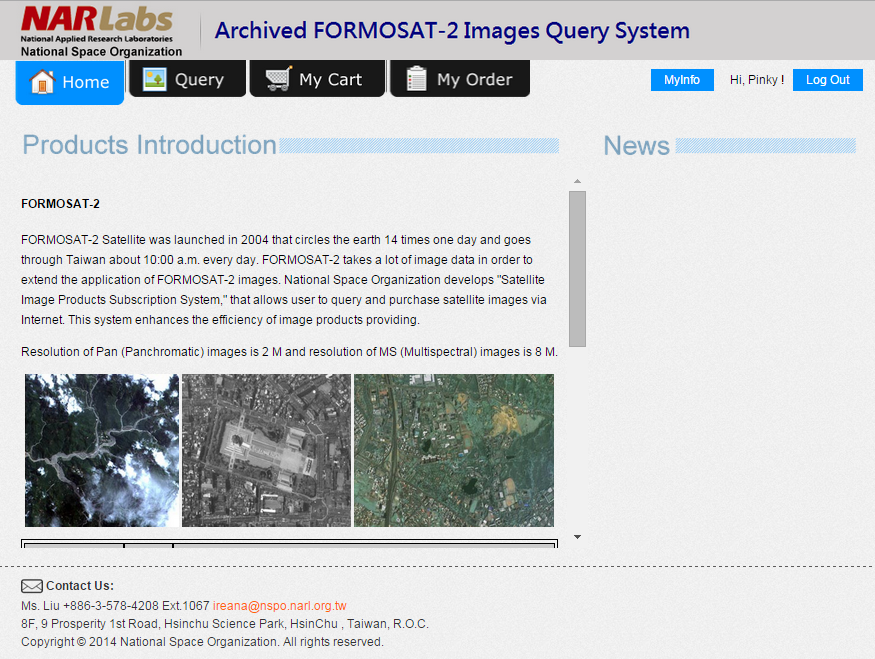 NARLabs
National Applied Research Laboratories
National Space Organization
Archived FORMOSAT-2 Images Query System
Home
Query
My Cart
My Order
MyInfo
Hi, Pinky !
Log Out
Products Introduction
News
FORMOSAT-2
FORMOSAT-2 Satellite was launched in 2004 that circles the earth 14 times one day and goes
through Taiwan about 10:00 a.m. every day. FORMOSAT-2 takes a lot of image data in order to
extend the application of FORMOSAT-2 images. National Space Organization develops "Satellite
Image Products Subscription System," that allows user to query and purchase satellite images via
Internet. This system enhances the efficiency of image products providing.
Resolution of Pan (Panchromatic) images is 2 M and resolution of MS (Multispectral) images is 8 M.
Contact Us:
Ms. Liu +886-3-578-4208 Ext.1067 ireana@nspo.narl.org.tw
8F, 9 Prosperity 1st Road, Hsinchu Science Park, HsinChu , Taiwan, R.O.C.
Copyright © 2014 National Space Organization. All rights reserved.